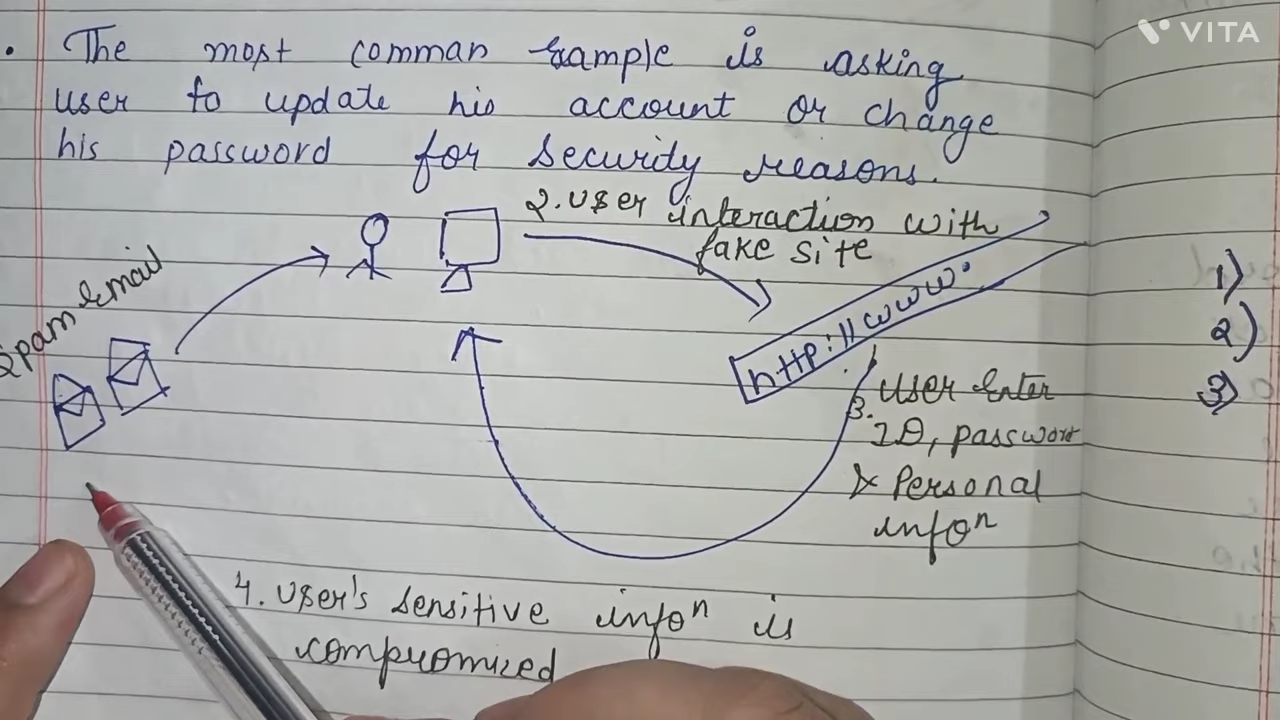 VITA
• The most comman Example is asking
user to update his account or change
his password for security reasons.
2. user interaction with
fake site
Spam Email
http://www.
3. User Enter
ID, password
& Personal
infoⁿ
4. User's sensitive infoⁿ is
compromized
1)
2)
3)